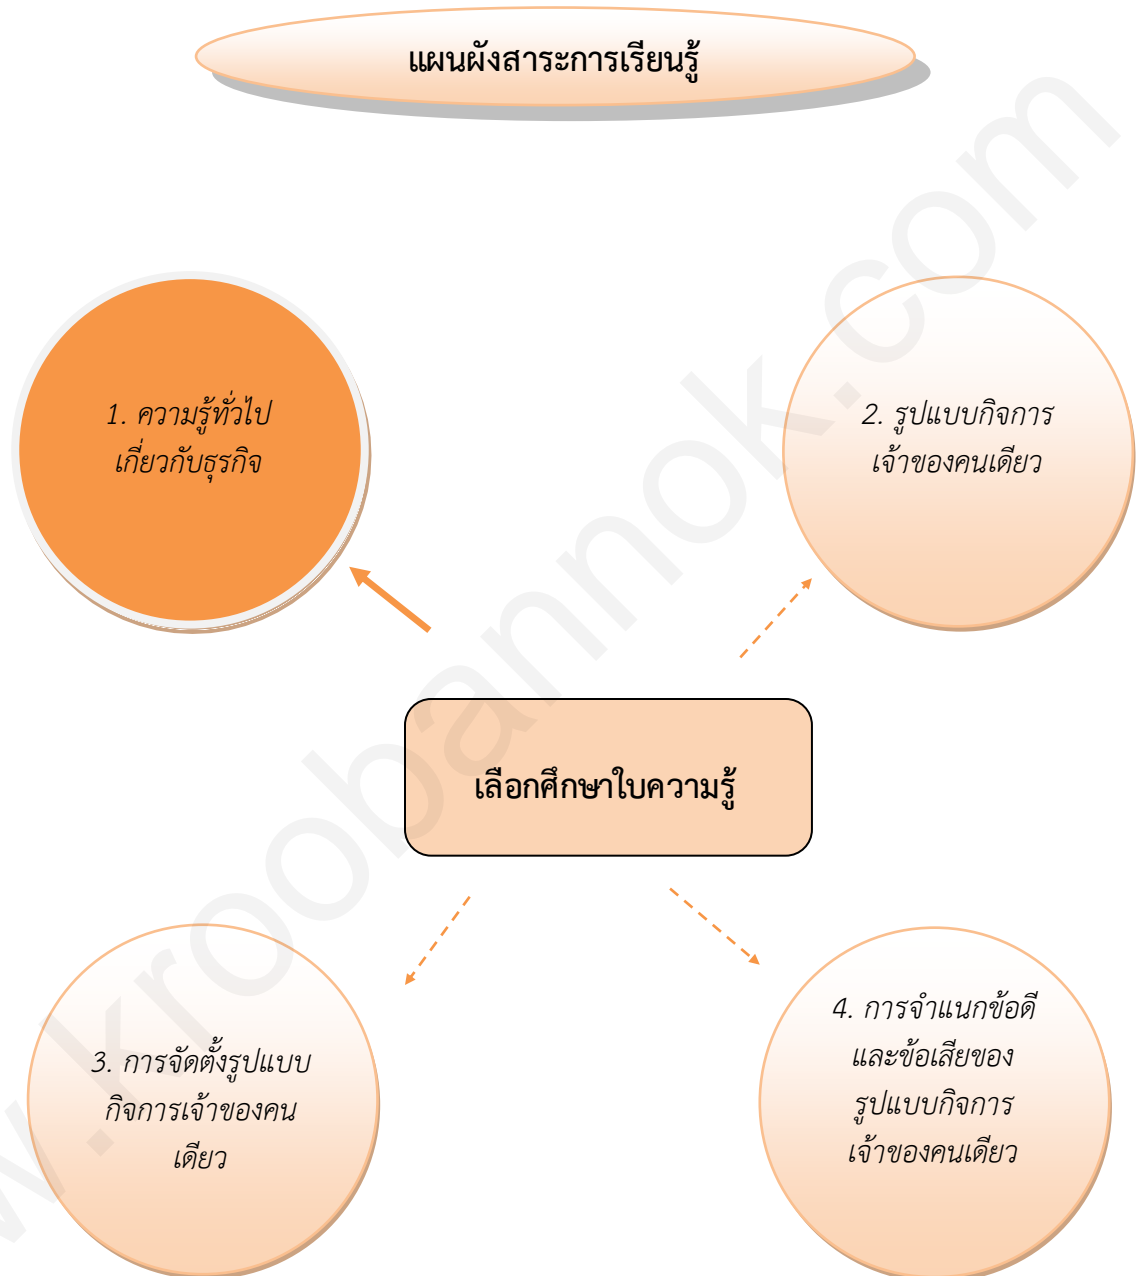 แผนผังสาระการเรียนรู้
1. ความรู้ทั่วไป
เกี่ยวกับธุรกิจ
2. รูปแบบกิจการ
เจ้าของคนเดียว
เลือกศึกษาใบความรู้
3. การจัดตั้งรูปแบบ
กิจการเจ้าของคน
เดียว
4. การจำแนกข้อดี
และข้อเสียของ
รูปแบบกิจการ
เจ้าของคนเดียว
w.kroobannok.com